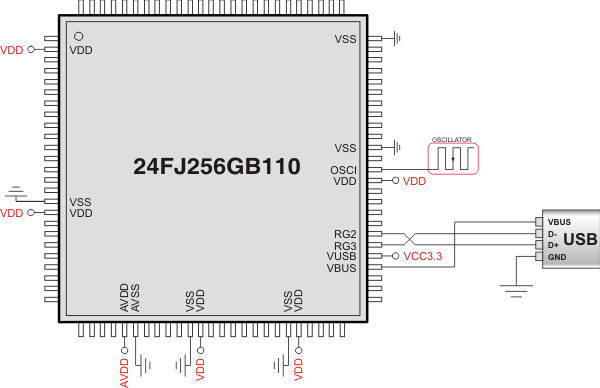 VSS
VDD
VDD
OSCILLATOR
VSS
24FJ256GB110
OSCI
VDD
VDD
VSS
VDD
VDD
VBUS
RG2
D-
RG3
D+
USB
VUSB
VCC3.3
GND
VBUS
AVDD
AVSS
VSS
VDD
VSS
VDD
AVDD
VDD
VDD